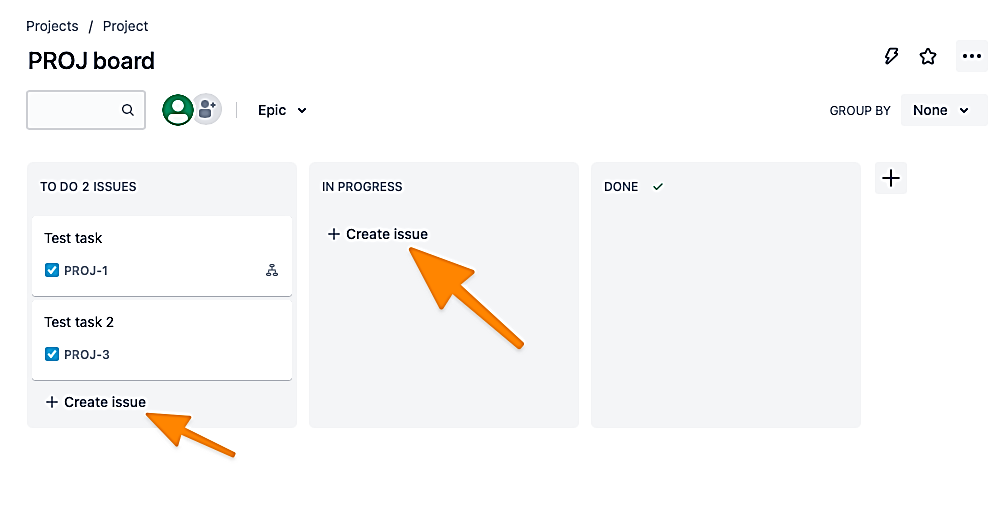 Projects / Project
PROJ board
Epic
GROUP BY None
TO DO 2 ISSUES
Test task
PROJ-1
Test task 2
PROJ-3
+ Create issue
IN PROGRESS
+ Create issue
DONE